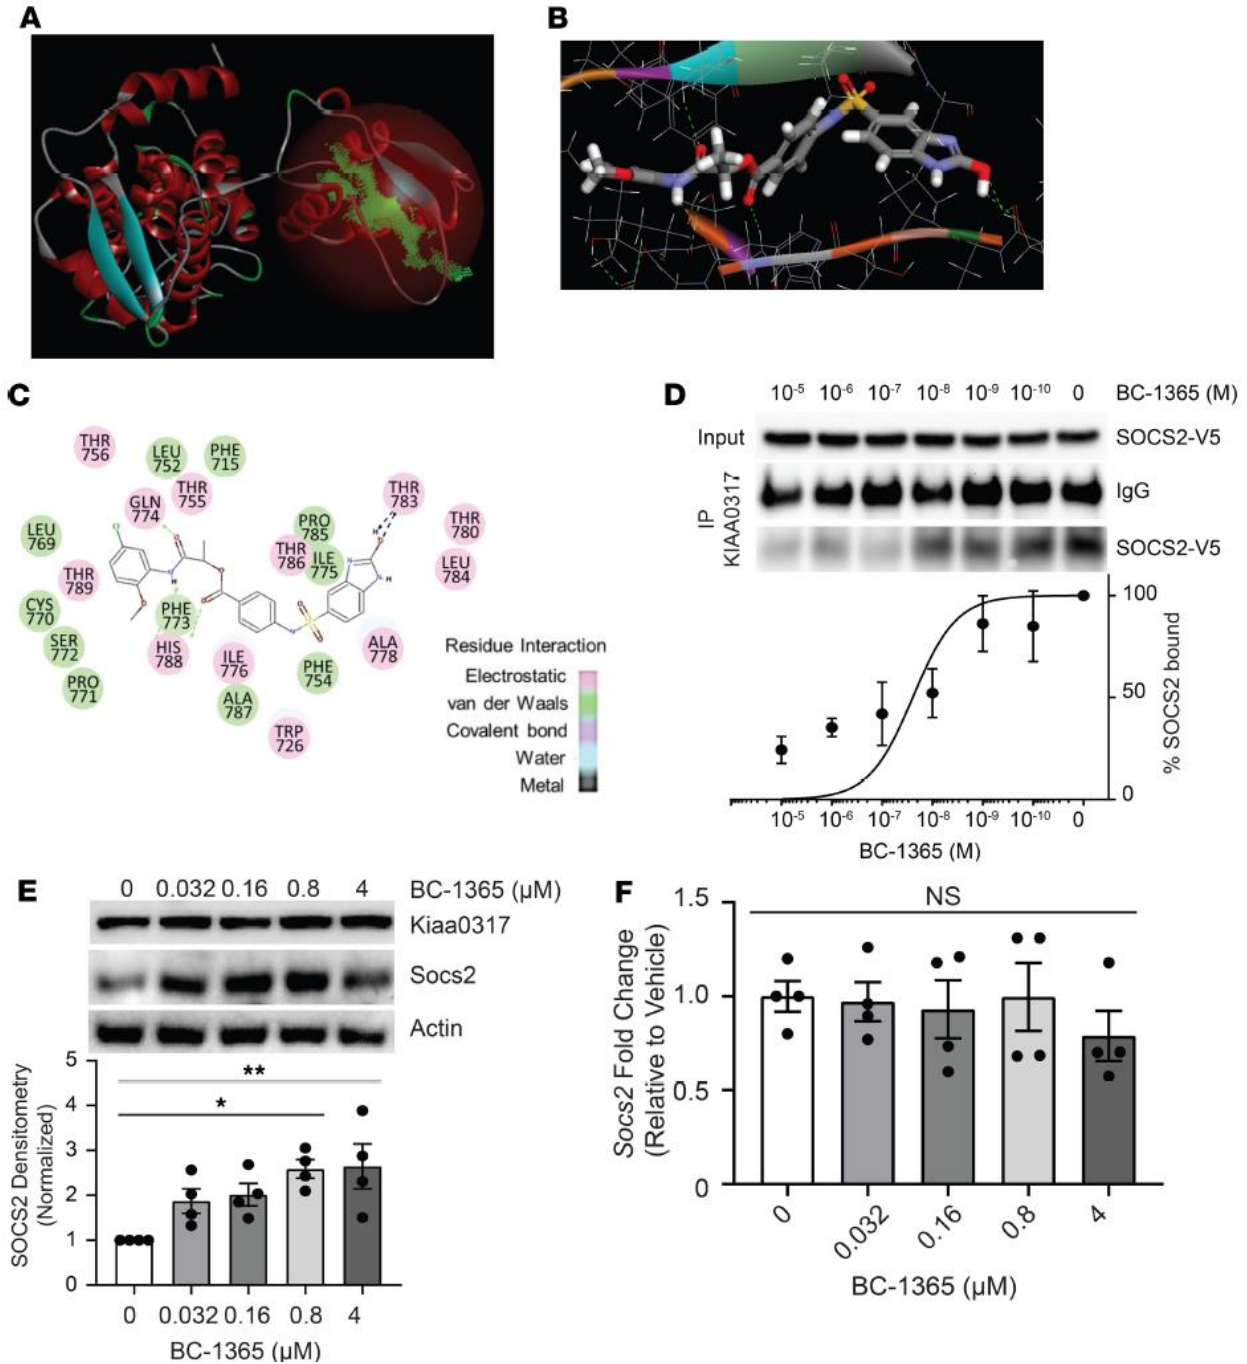 A
B
C
THR 756
LEU 752
PHE 715
GLN 774
THR 755
THR 783
LEU 769
PRO 785
THR 780
THR 786
ILE 775
LEU 784
THR 789
CYS 770
PHE 773
SER 772
HIS 788
ILE 776
PHE 754
ALA 778
PRO 771
ALA 787
TRP 726
Cl
O
N
H
O
O
O
N
S
O
O
N
N
H
O
H
Residue Interaction
Electrostatic
van der Waals
Covalent bond
Water
Metal
D
10⁻⁵ 10⁻⁶ 10⁻⁷ 10⁻⁸ 10⁻⁹ 10⁻¹⁰ 0 BC-1365 (M)
Input SOCS2-V5
IP KIAA0317
IgG
SOCS2-V5
100
50
0
% SOCS2 bound
10⁻⁵ 10⁻⁶ 10⁻⁷ 10⁻⁸ 10⁻⁹ 10⁻¹⁰ 0
BC-1365 (M)
E
0 0.032 0.16 0.8 4 BC-1365 (µM)
Kiaa0317
Socs2
Actin
SOCS2 Densitometry
(Normalized)
5
4
3
2
1
0
**
*
0 0.032 0.16 0.8 4
BC-1365 (µM)
F
Socs2 Fold Change
(Relative to Vehicle)
1.5
1.0
0.5
0
NS
0 0.032 0.16 0.8 4
BC-1365 (µM)